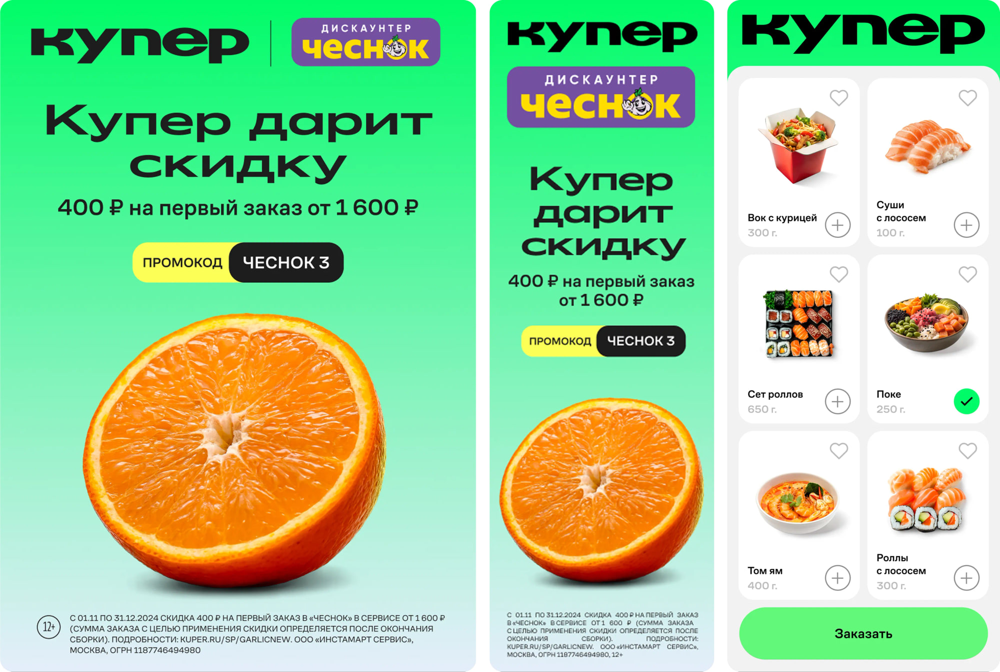 купер
ДИСКАУНТЕР
чеснок
Купер дарит
скидку
400 ₽ на первый заказ от 1 600 ₽
ПРОМОКОД ЧЕСНОК 3
12+
С 01.11 ПО 31.12.2024 СКИДКА 400 ₽ НА ПЕРВЫЙ ЗАКАЗ В «ЧЕСНОК» В СЕРВИСЕ ОТ 1 600 ₽
(СУММА ЗАКАЗА С ЦЕЛЬЮ ПРИМЕНЕНИЯ СКИДКИ ОПРЕДЕЛЯЕТСЯ ПОСЛЕ ОКОНЧАНИЯ
СБОРКИ). ПОДРОБНОСТИ: KUPER.RU/SP/GARLICNEW. ООО «ИНСТАМАРТ СЕРВИС»,
МОСКВА, ОГРН 1187746494980
купер
ДИСКАУНТЕР
чеснок
Купер
дарит
скидку
400 ₽ на первый заказ
от 1 600 ₽
ПРОМОКОД ЧЕСНОК 3
С 01.11 ПО 31.12.2024 СКИДКА 400 ₽ НА ПЕРВЫЙ ЗАКАЗ
В «ЧЕСНОК» В СЕРВИСЕ ОТ 1 600 ₽ (СУММА ЗАКАЗА
С ЦЕЛЬЮ ПРИМЕНЕНИЯ СКИДКИ ОПРЕДЕЛЯЕТСЯ ПОСЛЕ
ОКОНЧАНИЯ СБОРКИ). ПОДРОБНОСТИ:
KUPER.RU/SP/GARLICNEW. ООО «ИНСТАМАРТ СЕРВИС»,
МОСКВА, ОГРН 1187746494980, 12+
купер
Вок с курицей
300 г.
Суши
с лососем
100 г.
Сет роллов
650 г.
Поке
250 г.
Том ям
400 г.
Роллы
с лососем
300 г.
Заказать